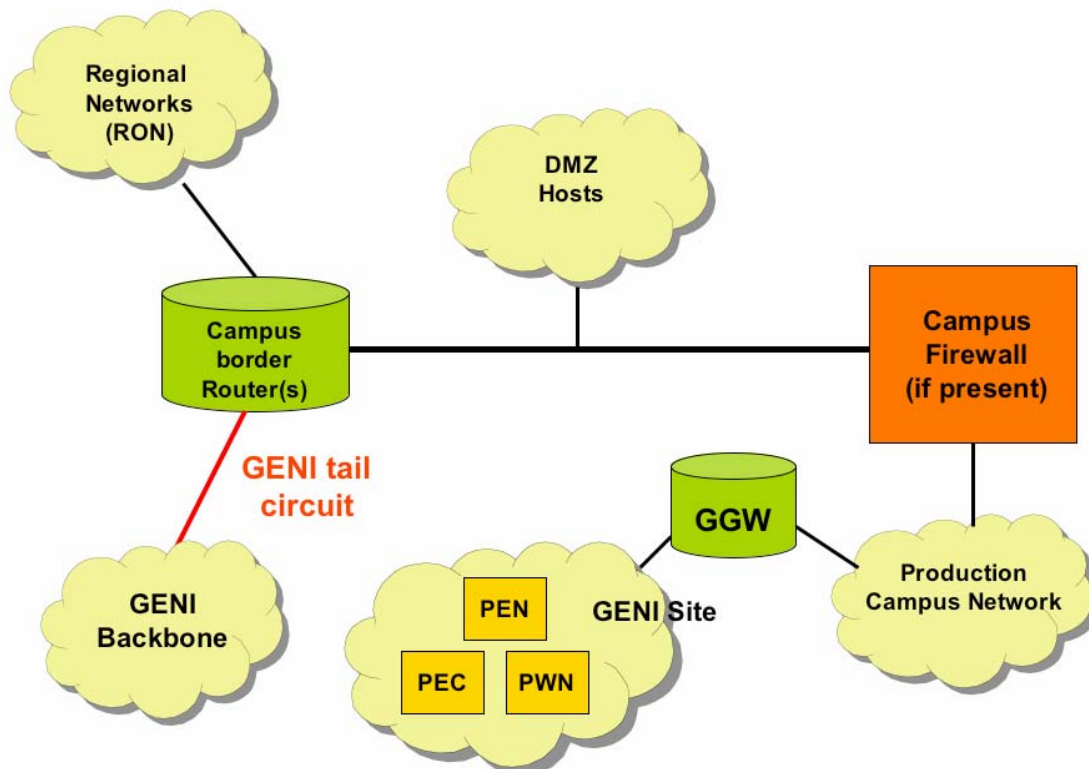 Regional
Networks
(RON)
DMZ
Hosts
Campus
border
Router(s)
Campus
Firewall
(if present)
GENI tail
circuit
GGW
GENI
Backbone
PEN
GENI Site
PEC
PWN
Production
Campus Network